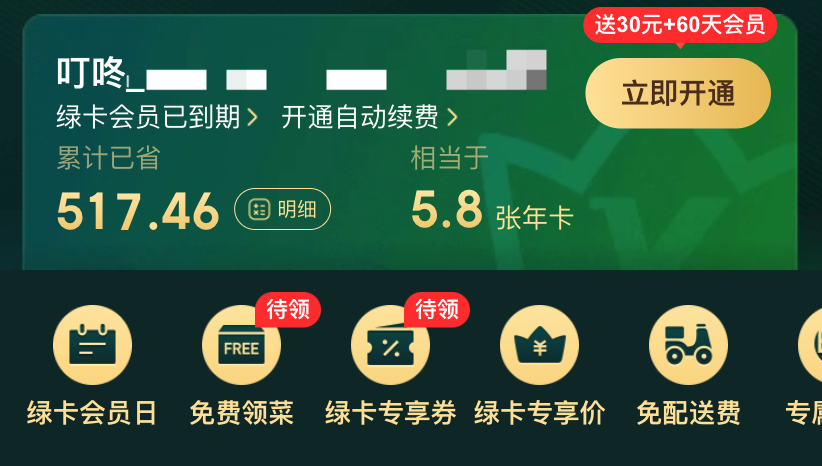 送30元+60天会员
叮咚_
立即开通
绿卡会员已到期 开通自动续费
累计已省 相当于
517.46 明细 5.8 张年卡
待领 待领
FREE
绿卡会员日 免费领菜 绿卡专享券 绿卡专享价 免配送费